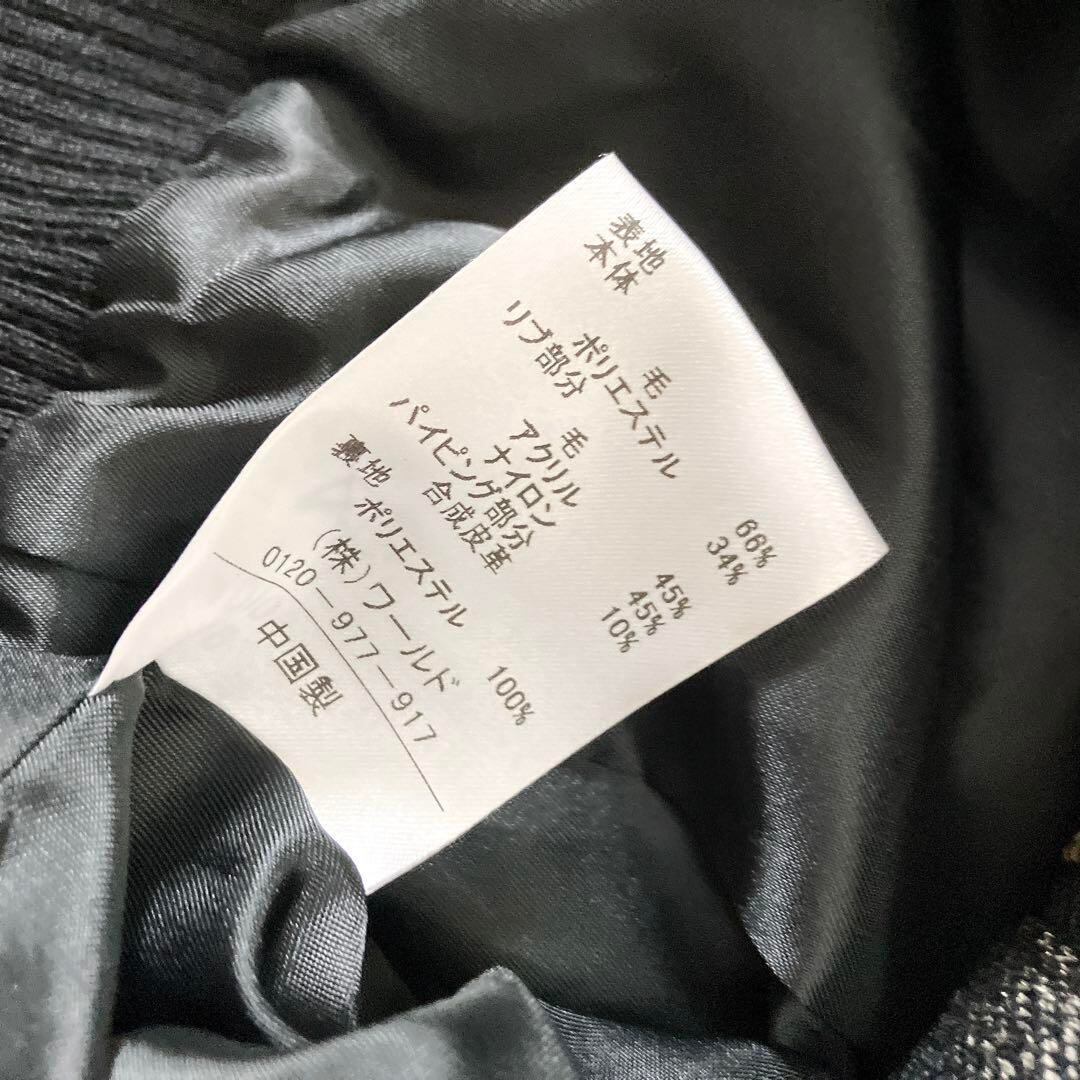 表地
本体
毛 66%
ポリエステル 34%
リブ部分
毛 45%
アクリル 45%
ナイロン 10%
パイピング部分
合成皮革
裏地
ポリエステル 100%
(株)ワールド
0120-977-917
中国製